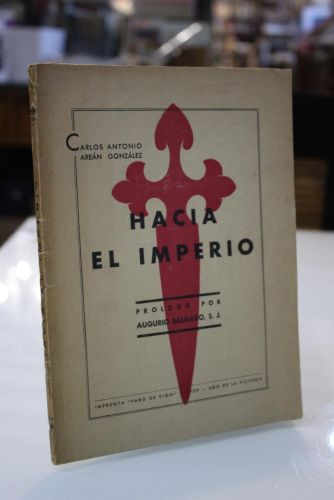 CARLOS ANTONIO
AREÁN GONZÁLEZ
HACIA
EL IMPERIO
PROLOGO POR
AUGURIO SALGADO, S. J.
IMPRENTA "FARO DE VIGO" 1939 - AÑO DE LA VICTORIA